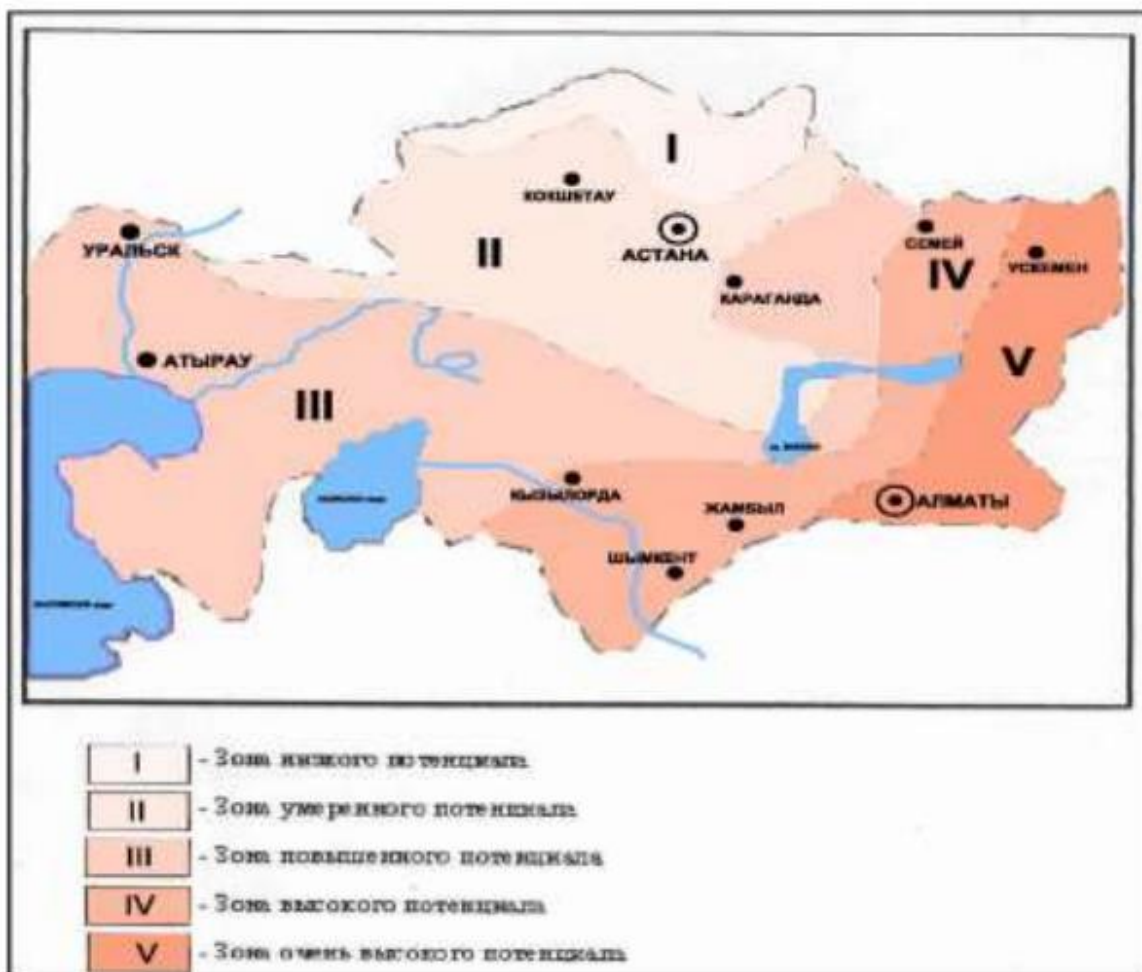 I
КОКШЕТАУ
АСТАНА
УРАЛЬСК
II
СЕМЕЙ
IV
УСКЕМЕН
КАРАГАНДА
АТЫРАУ
V
III
КЫЗЫЛОРДА
ЖАМБЫЛ
АЛМАТЫ
ШЫМКЕНТ
I - Зона низкого потенциала
II - Зона умеренного потенциала
III - Зона повышенного потенциала
IV - Зона высокого потенциала
V - Зона очень высокого потенциала